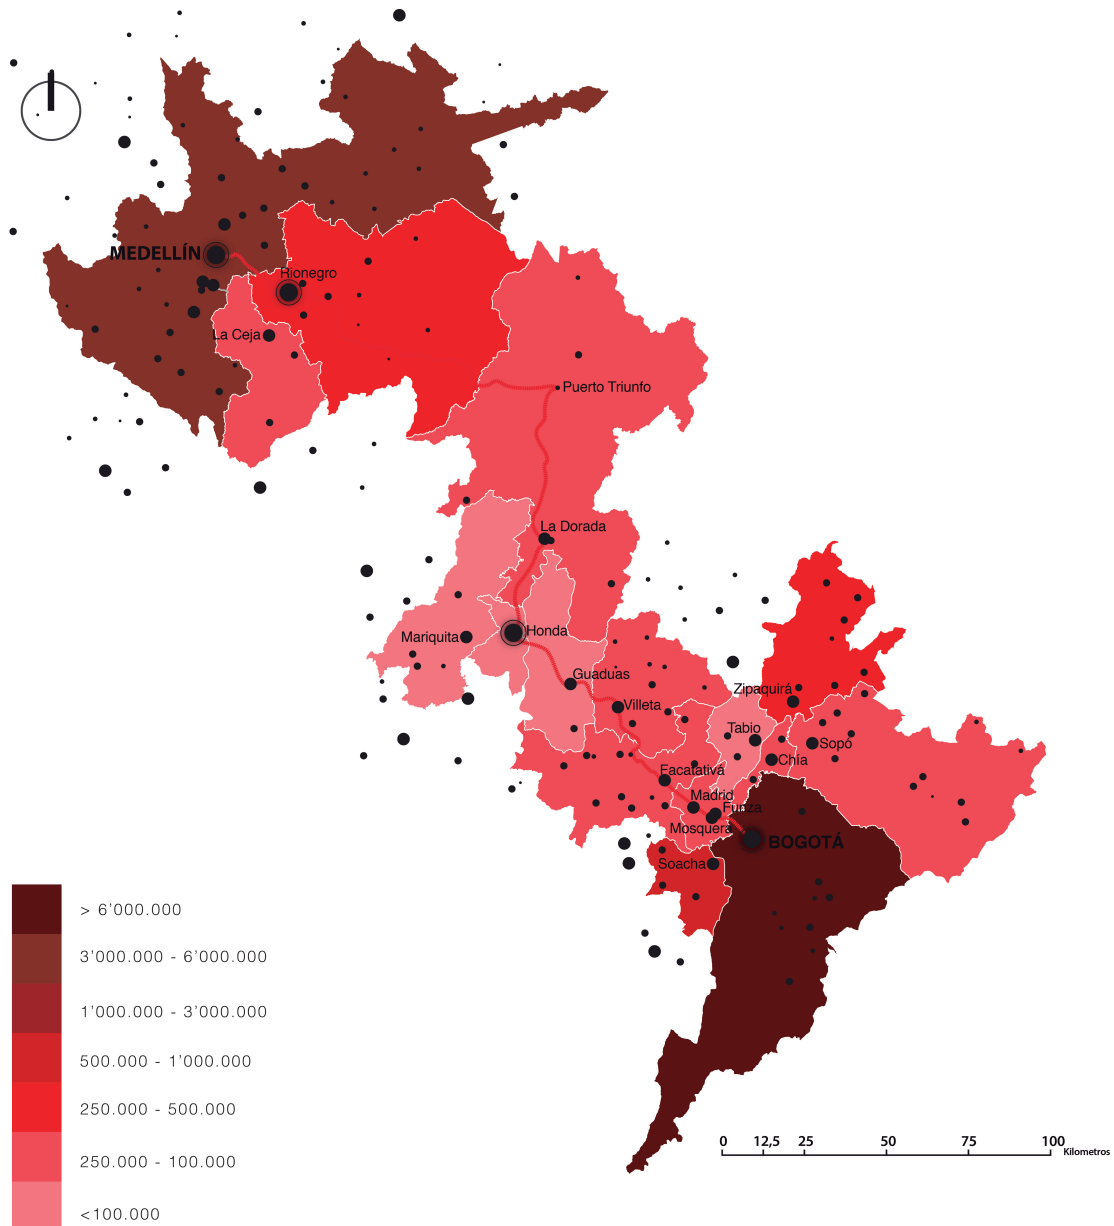 MEDELLÍN
Rionegro
La Ceja
Puerto Triunfo
La Dorada
Honda
Mariquita
Guaduas
Villeta
Zipaquirá
Tabio
Sopó
Chía
Facatativá
Madrid
Funza
Mosquera
BOGOTÁ
Soacha
> 6'000.000
3'000.000 - 6'000.000
1'000.000 - 3'000.000
500.000 - 1'000.000
250.000 - 500.000
250.000 - 100.000
<100.000
0 12,5 25 50 75 100
Kilometros